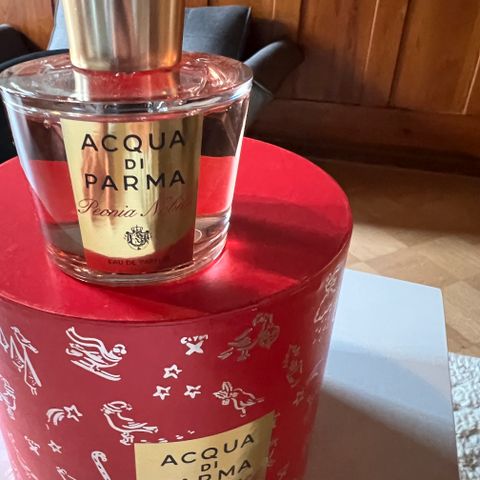 ACQUA
DI
PARMA
Peonia Nobile
EAU DE PARFUM
ACQUA
DI
PARMA